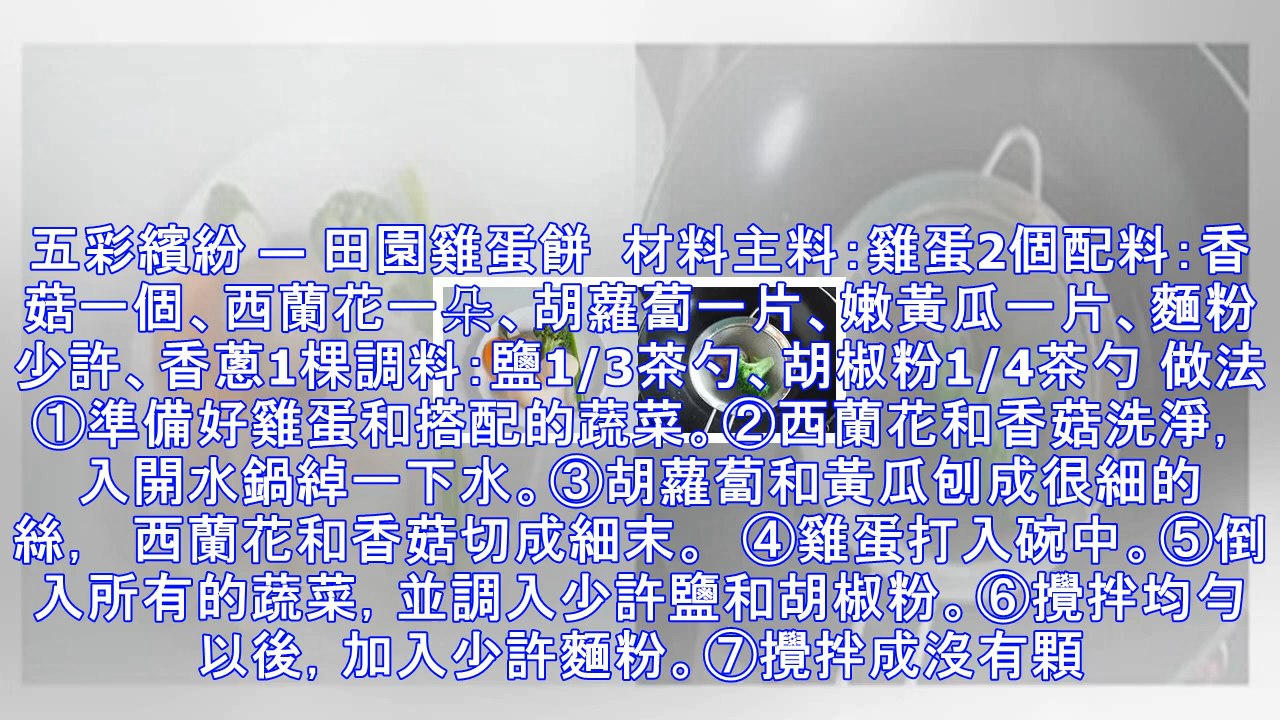 五彩繽紛 — 田園雞蛋餅 材料主料：雞蛋2個配料：香
菇一個、西蘭花一朵、胡蘿蔔一片、嫩黃瓜一片、麵粉
少許、香蔥1棵調料：鹽1/3茶勺、胡椒粉1/4茶勺 做法
①準備好雞蛋和搭配的蔬菜。②西蘭花和香菇洗淨，
入開水鍋綽一下水。③胡蘿蔔和黃瓜刨成很細的
絲， 西蘭花和香菇切成細末。 ④雞蛋打入碗中。⑤倒
入所有的蔬菜，並調入少許鹽和胡椒粉。⑥攪拌均勻
以後，加入少許麵粉。⑦攪拌成沒有顆